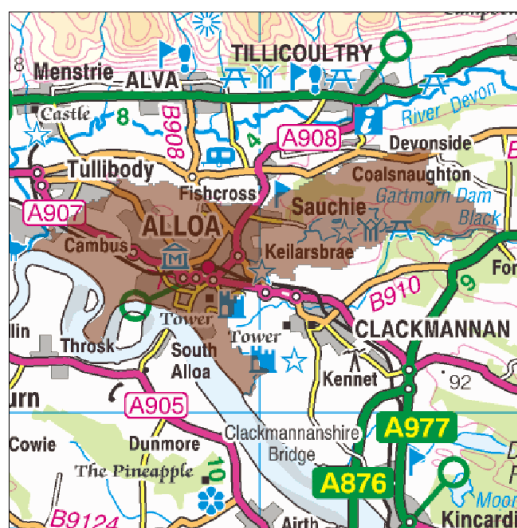 TILLICOULTRY
8
Menstrie
ALVA
Castle
8
B908
4
A908
River Devon
Devonside
Tullibody
Coalsnaughton
Fishcross
Gartmorn Dam
A907
ALLOA
Sauchie
Black
Cambus
Keilarsbrae
M
For
9
B910
Tower
Tower
CLACKMANNAN
llin
Throsk
South
Alloa
Kennet
92
urn
A905
A977
Cowie
Dunmore
Clackmannanshire
Bridge
The Pineapple
10
A876
Moor
B9124
Airth
Kincardi